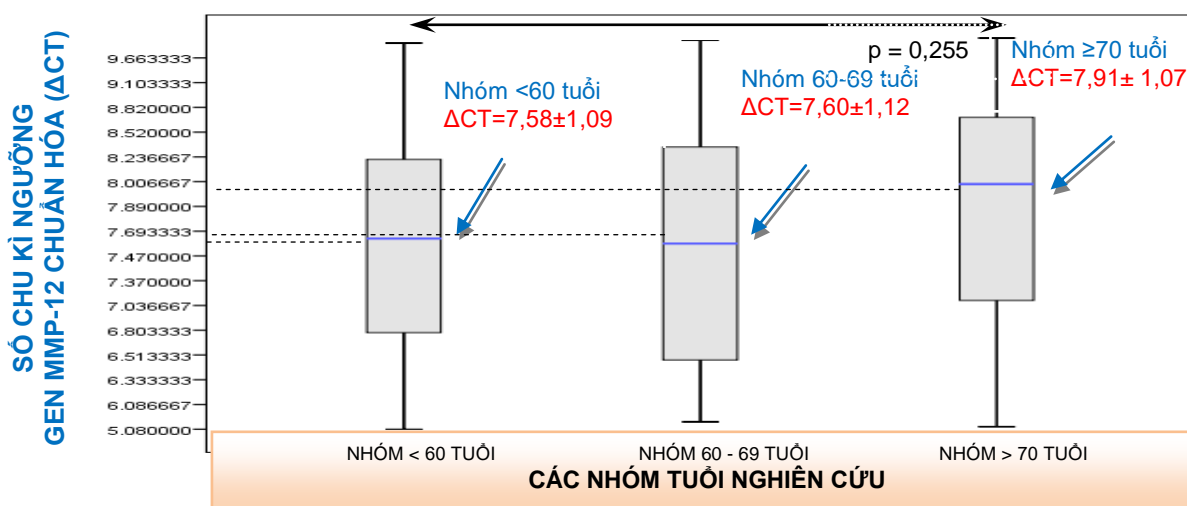 SỐ CHU KÌ NGƯỠNG
GEN MMP-12 CHUẨN HÓA (ΔCT)
9.663333
9.103333
8.820000
8.520000
8.236667
8.006667
7.890000
7.693333
7.470000
7.370000
7.036667
6.803333
6.513333
6.333333
6.086667
5.080000
p = 0,255
Nhóm <60 tuổi
ΔCT=7,58±1,09
Nhóm 60-69 tuổi
ΔCT=7,60±1,12
Nhóm ≥70 tuổi
ΔCT=7,91± 1,07
NHÓM < 60 TUỔI
NHÓM 60 - 69 TUỔI
NHÓM > 70 TUỔI
CÁC NHÓM TUỔI NGHIÊN CỨU